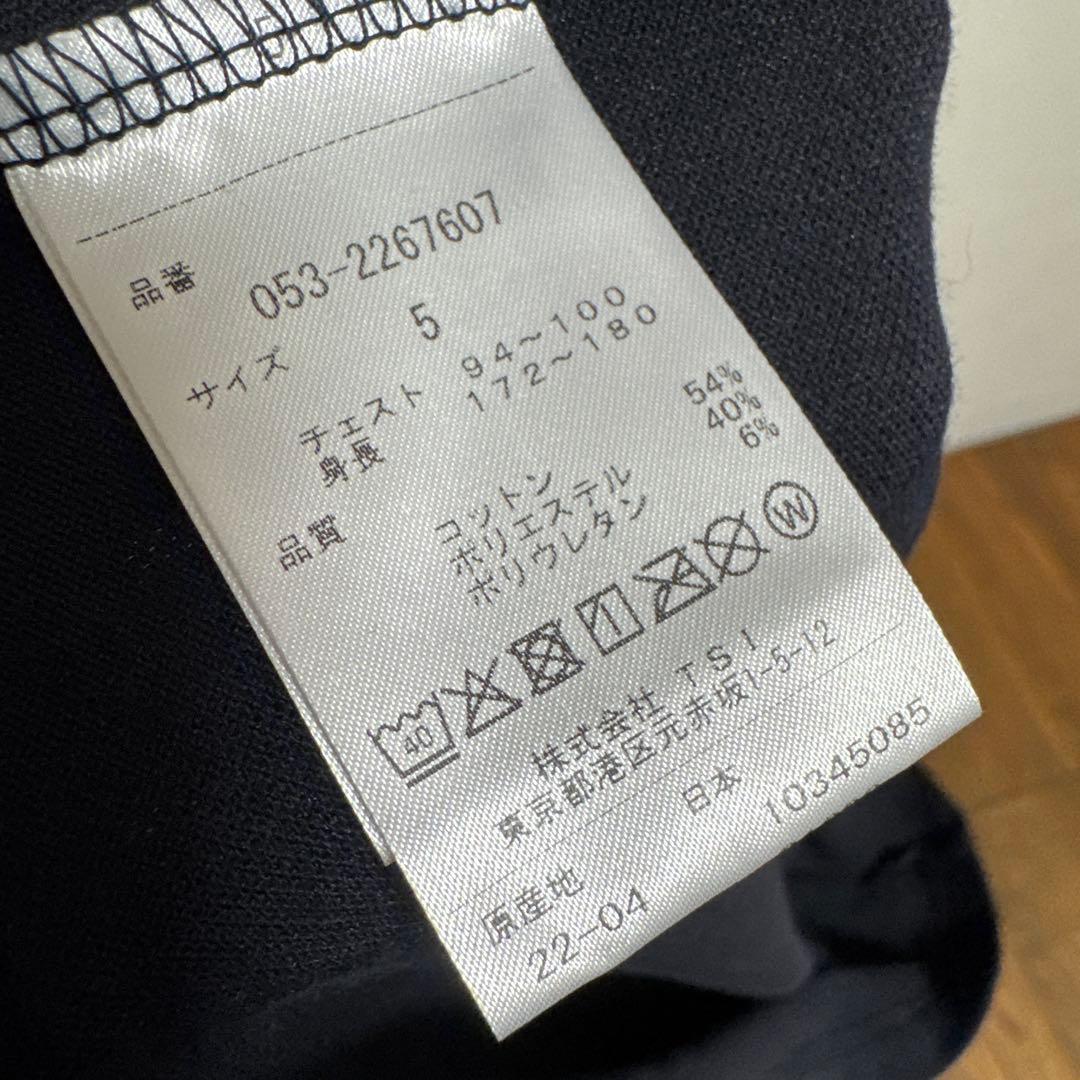 5
品番 053-2267607
サイズ 5
チェスト 94~100
身長 172~180
品質 コットン 54%
ポリエステル 40%
ポリウレタン 6%
40 W
株式会社 TSI
東京都港区元赤坂1-5-12
原産地 日本
22-04 10345085